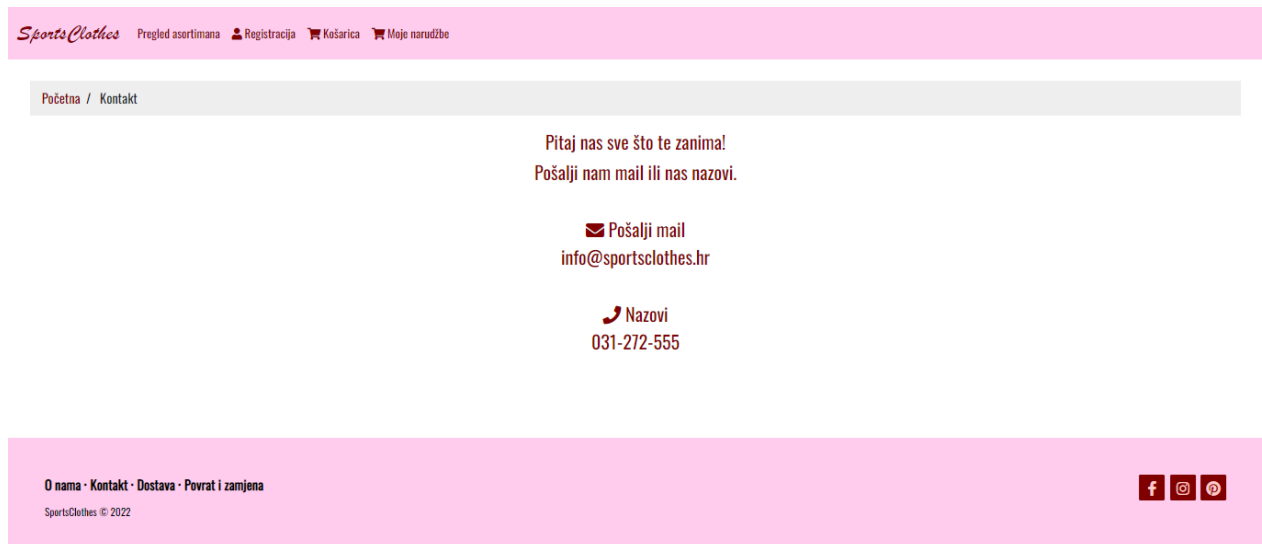 SportsClothes Pregled asortimana Registracija Košarica Moje narudžbe
Početna / Kontakt
Pitaj nas sve što te zanima!
Pošalji nam mail ili nas nazovi.
Pošalji mail
info@sportsclothes.hr
Nazovi
031-272-555
O nama · Kontakt · Dostava · Povrat i zamjena
SportsClothes © 2022